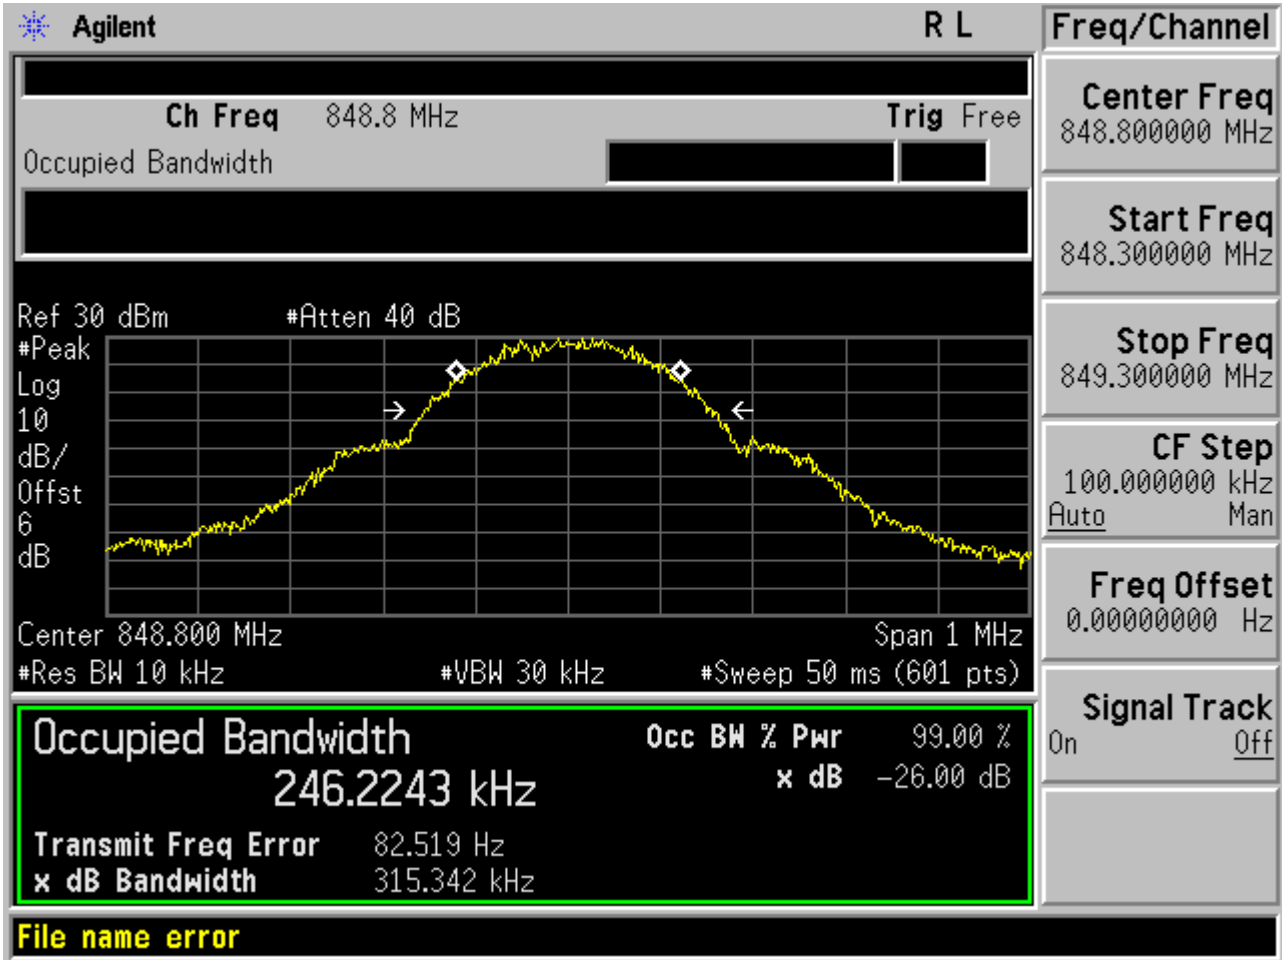 Agilent R L
Freq/Channel
Ch Freq 848.8 MHz Trig Free
Occupied Bandwidth
Center Freq
848.800000 MHz
Start Freq
848.300000 MHz
Stop Freq
849.300000 MHz
CF Step
100.000000 kHz
Auto Man
Freq Offset
0.00000000 Hz
Signal Track
On Off
Ref 30 dBm #Atten 40 dB
#Peak
Log
10
dB/
Offst
6
dB
Center 848.800 MHz Span 1 MHz
#Res BW 10 kHz #VBW 30 kHz #Sweep 50 ms (601 pts)
Occupied Bandwidth
246.2243 kHz
Occ BW % Pwr 99.00 %
x dB -26.00 dB
Transmit Freq Error 82.519 Hz
x dB Bandwidth 315.342 kHz
File name error